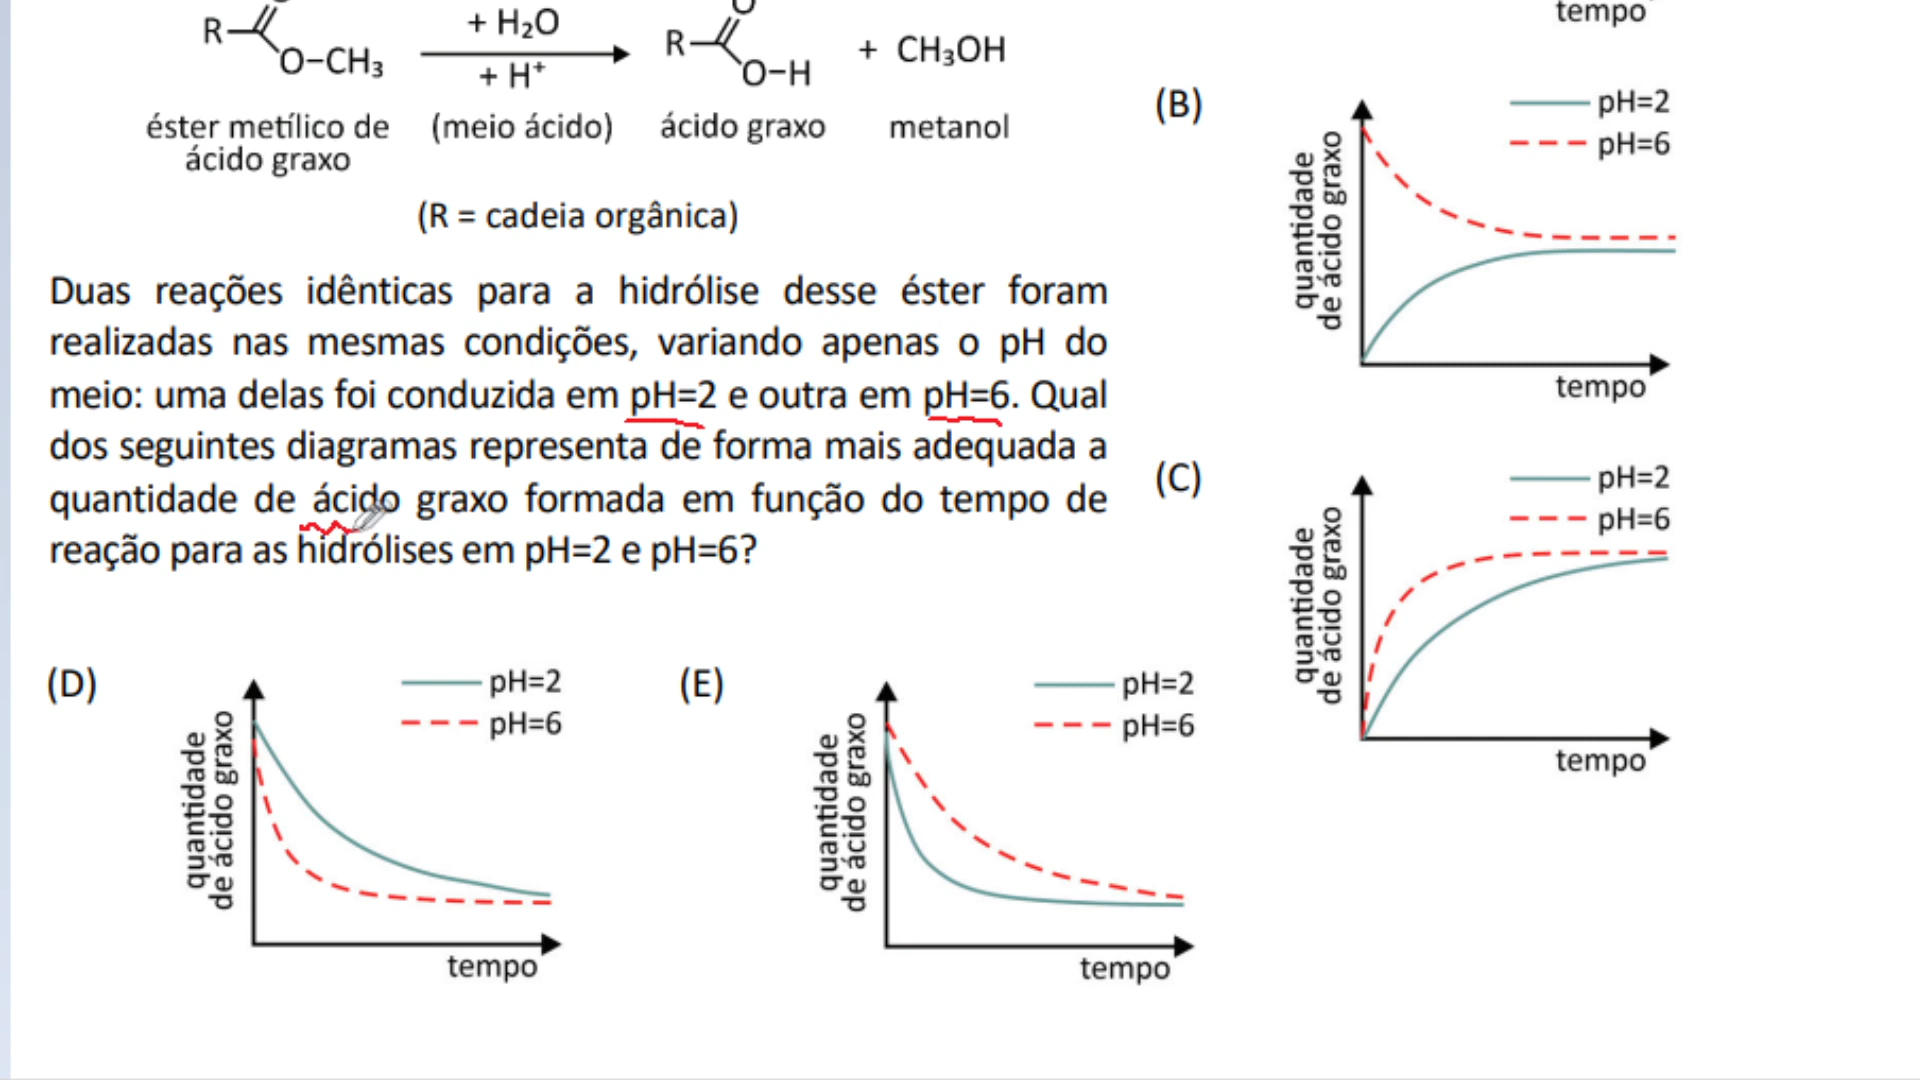 tempo
R
O
O-CH₃
+ H₂O
+ H⁺
R
O
O-H
+ CH₃OH
éster metílico de
ácido graxo
(meio ácido)
ácido graxo
metanol
(R = cadeia orgânica)
Duas reações idênticas para a hidrólise desse éster foram
realizadas nas mesmas condições, variando apenas o pH do
meio: uma delas foi conduzida em pH=2 e outra em pH=6. Qual
dos seguintes diagramas representa de forma mais adequada a
quantidade de ácido graxo formada em função do tempo de
reação para as hidrólises em pH=2 e pH=6?
(B)
pH=2
pH=6
quantidade
de ácido graxo
tempo
(C)
pH=2
pH=6
quantidade
de ácido graxo
tempo
(D)
pH=2
pH=6
quantidade
de ácido graxo
tempo
(E)
pH=2
pH=6
quantidade
de ácido graxo
tempo